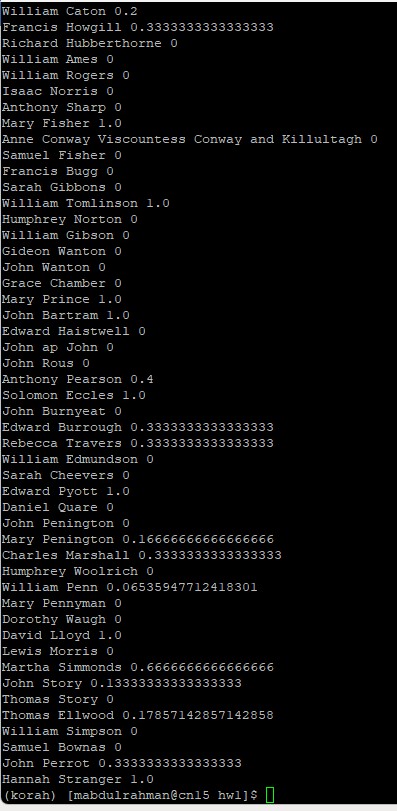 William Caton 0.2
Francis Howgill 0.3333333333333333
Richard Hubberthorne 0
William Ames 0
William Rogers 0
Isaac Norris 0
Anthony Sharp 0
Mary Fisher 1.0
Anne Conway Viscountess Conway and Killultagh 0
Samuel Fisher 0
Francis Bugg 0
Sarah Gibbons 0
William Tomlinson 1.0
Humphrey Norton 0
William Gibson 0
Gideon Wanton 0
John Wanton 0
Grace Chamber 0
Mary Prince 1.0
John Bartram 1.0
Edward Haistwell 0
John ap John 0
John Rous 0
Anthony Pearson 0.4
Solomon Eccles 1.0
John Burnyeat 0
Edward Burrough 0.3333333333333333
Rebecca Travers 0.3333333333333333
William Edmundson 0
Sarah Cheevers 0
Edward Pyott 1.0
Daniel Quare 0
John Penington 0
Mary Penington 0.16666666666666666
Charles Marshall 0.3333333333333333
Humphrey Woolrich 0
William Penn 0.06535947712418301
Mary Pennyman 0
Dorothy Waugh 0
David Lloyd 1.0
Lewis Morris 0
Martha Simmonds 0.6666666666666666
John Story 0.13333333333333333
Thomas Story 0
Thomas Ellwood 0.17857142857142858
William Simpson 0
Samuel Bownas 0
John Perrot 0.3333333333333333
Hannah Stranger 1.0
(korah) [mabdulrahman@cn15 hw1]$